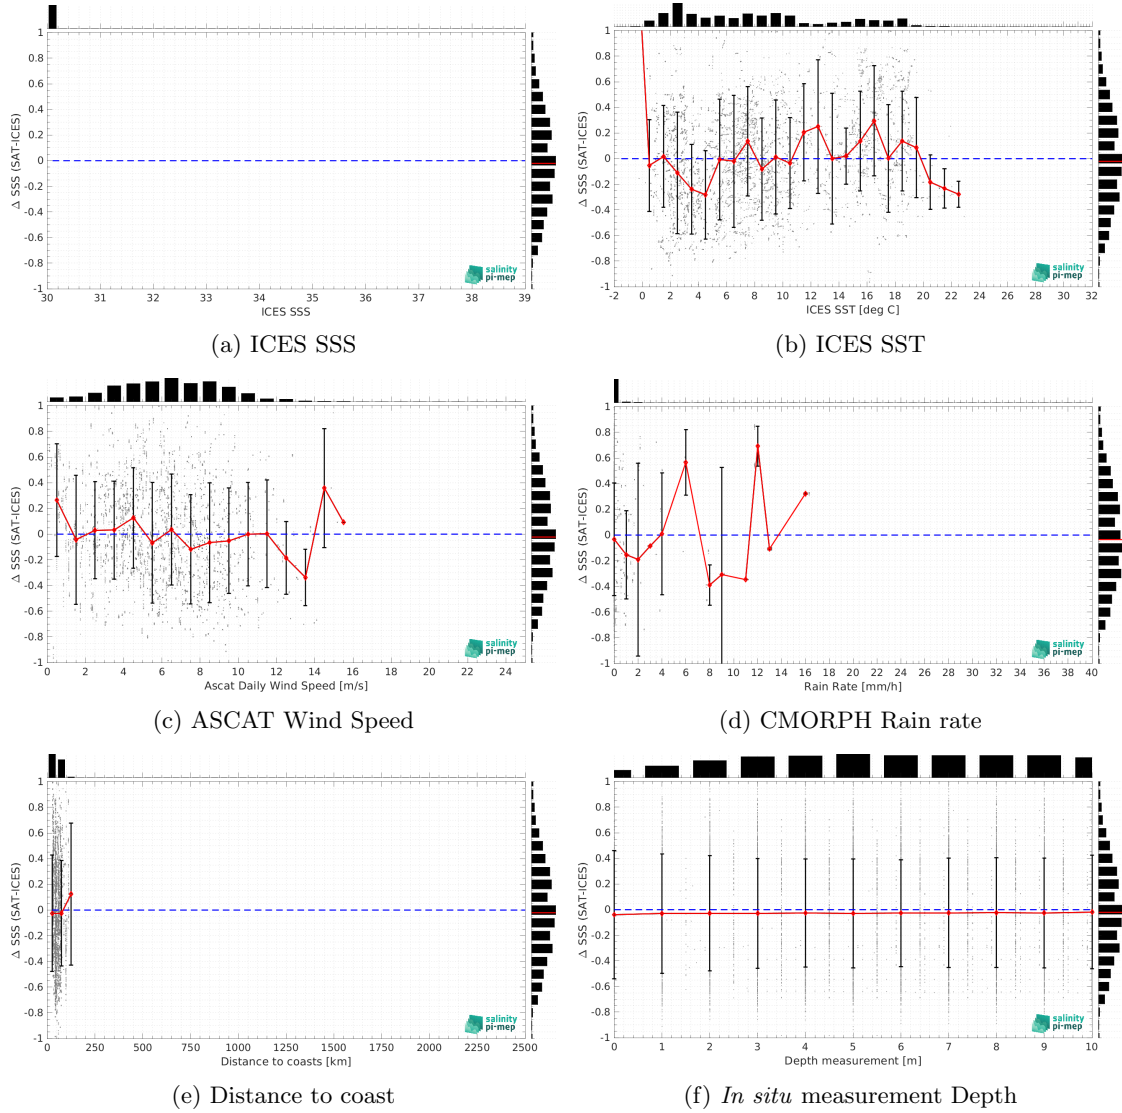 1
0.8
0.6
0.4
0.2
0
-0.2
-0.4
-0.6
-0.8
-1
Δ SSS (SAT-ICES)
30 31 32 33 34 35 36 37 38 39
ICES SSS
salinity
pi-mep
(a) ICES SSS
1
0.8
0.6
0.4
0.2
0
-0.2
-0.4
-0.6
-0.8
-1
Δ SSS (SAT-ICES)
-2 0 2 4 6 8 10 12 14 16 18 20 22 24 26 28 30 32
ICES SST [deg C]
salinity
pi-mep
(b) ICES SST
1
0.8
0.6
0.4
0.2
0
-0.2
-0.4
-0.6
-0.8
-1
Δ SSS (SAT-ICES)
0 2 4 6 8 10 12 14 16 18 20 22 24
Ascat Daily Wind Speed [m/s]
salinity
pi-mep
(c) ASCAT Wind Speed
1
0.8
0.6
0.4
0.2
0
-0.2
-0.4
-0.6
-0.8
-1
Δ SSS (SAT-ICES)
0 2 4 6 8 10 12 14 16 18 20 22 24 26 28 30 32 34 36 38 40
Rain Rate [mm/h]
salinity
pi-mep
(d) CMORPH Rain rate
1
0.8
0.6
0.4
0.2
0
-0.2
-0.4
-0.6
-0.8
-1
Δ SSS (SAT-ICES)
0 250 500 750 1000 1250 1500 1750 2000 2250 2500
Distance to coasts [km]
salinity
pi-mep
(e) Distance to coast
1
0.8
0.6
0.4
0.2
0
-0.2
-0.4
-0.6
-0.8
-1
Δ SSS (SAT-ICES)
0 1 2 3 4 5 6 7 8 9 10
Depth measurement [m]
salinity
pi-mep
(f) In situ measurement Depth